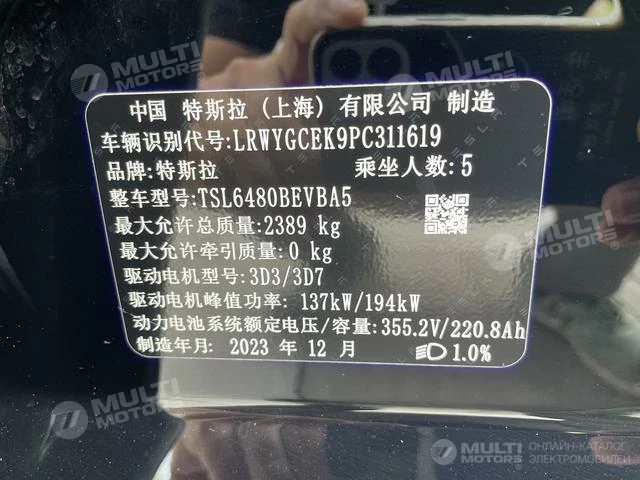 MULTI MOTORS
MULTI MOTORS
中国 特斯拉（上海）有限公司 制造
车辆识别代号:LRWYGCEK9PC311619
品牌:特斯拉 乘坐人数:5
整车型号:TSL6480BEVBA5
最大允许总质量:2389 kg
最大允许牵引质量:0 kg
驱动电机型号:3D3/3D7
驱动电机峰值功率: 137kW/194kW
动力电池系统额定电压/容量:355.2V/220.8Ah
制造年月: 2023 年 12 月 1.0%
MULTI MOTORS
MULTI MOTORS
ОНЛАЙН-КАТАЛОГ
ЭЛЕКТРОМОБИЛЕЙ